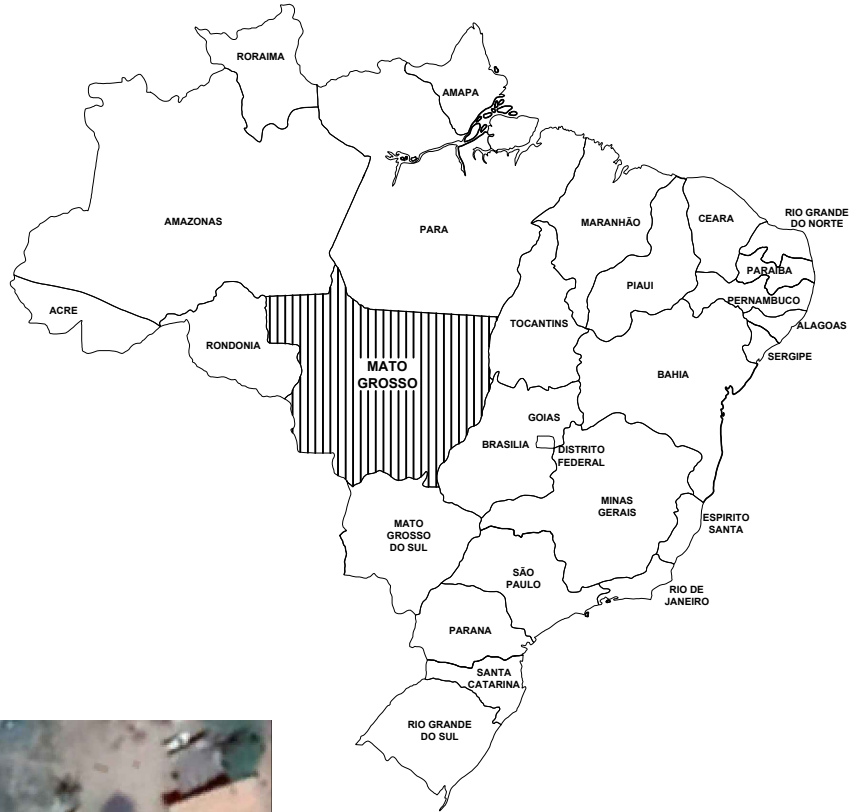 RORAIMA
AMAPA
AMAZONAS
PARA
MARANHÃO
CEARA
RIO GRANDE
DO NORTE
PARAIBA
PIAUI
PERNAMBUCO
ACRE
RONDONIA
TOCANTINS
ALAGOAS
SERGIPE
MATO
GROSSO
BAHIA
GOIAS
BRASILIA
DISTRITO
FEDERAL
MINAS
GERAIS
ESPIRITO
SANTA
MATO
GROSSO
DO SUL
SÃO
PAULO
RIO DE
JANEIRO
PARANA
SANTA
CATARINA
RIO GRANDE
DO SUL